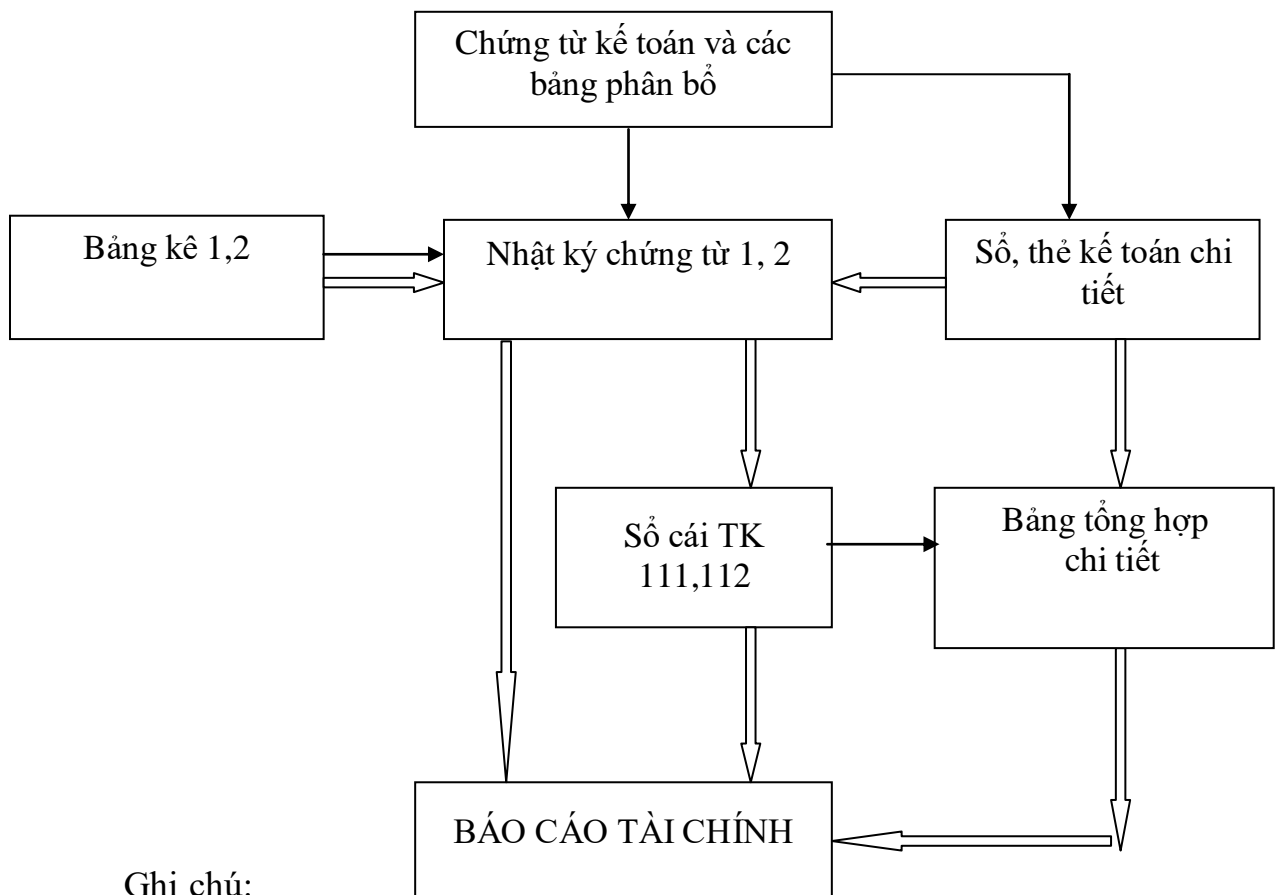 Chứng từ kế toán và các
bảng phân bổ
Bảng kê 1,2
Nhật ký chứng từ 1, 2
Sổ, thẻ kế toán chi
tiết
Sổ cái TK
111,112
Bảng tổng hợp
chi tiết
BÁO CÁO TÀI CHÍNH
Ghi chú: